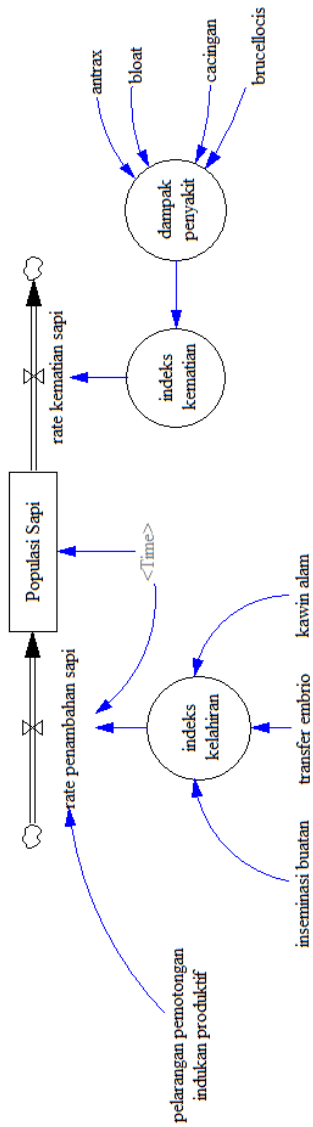 Populasi Sapi
rate penambahan sapi
rate kematian sapi
<Time>
pelarangan pemotongan
indukan produktif
indeks
kelahiran
inseminasi buatan
transfer embrio
kawin alam
indeks
kematian
dampak
penyakit
antrax
bloat
cacingan
brucellocis